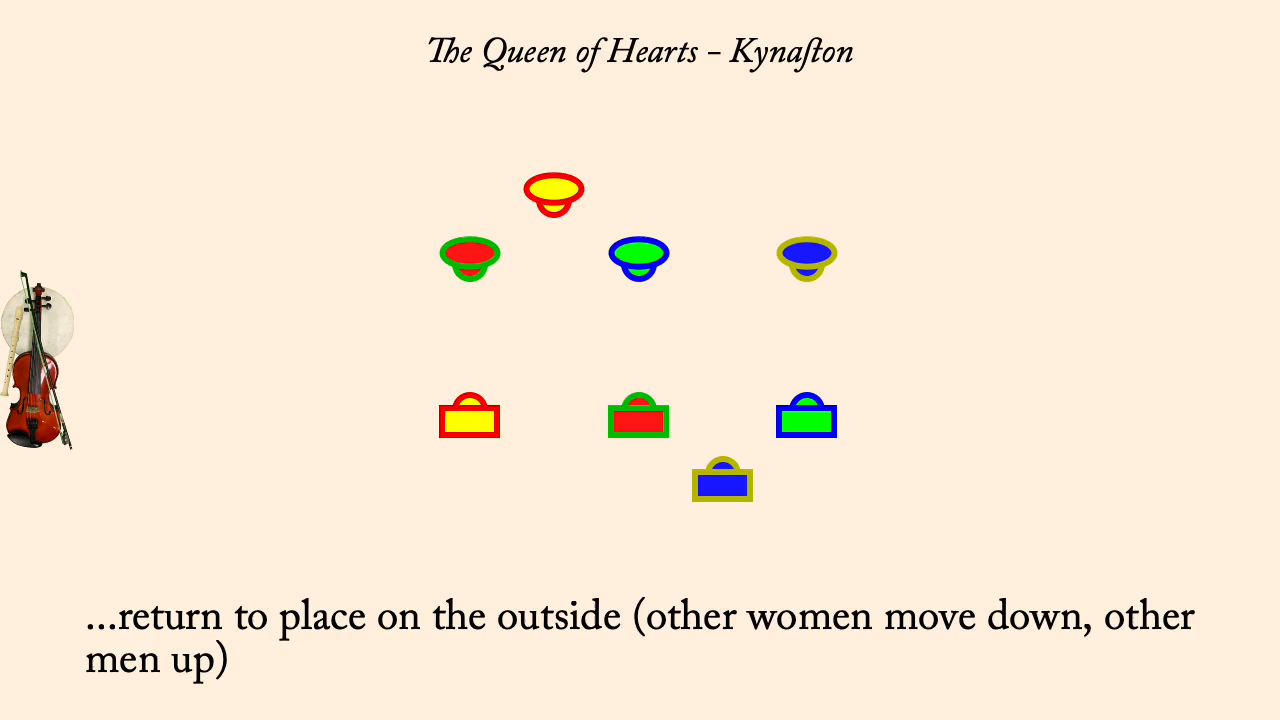 The Queen of Hearts – Kynaſton
...return to place on the outside (other women move down, other
men up)